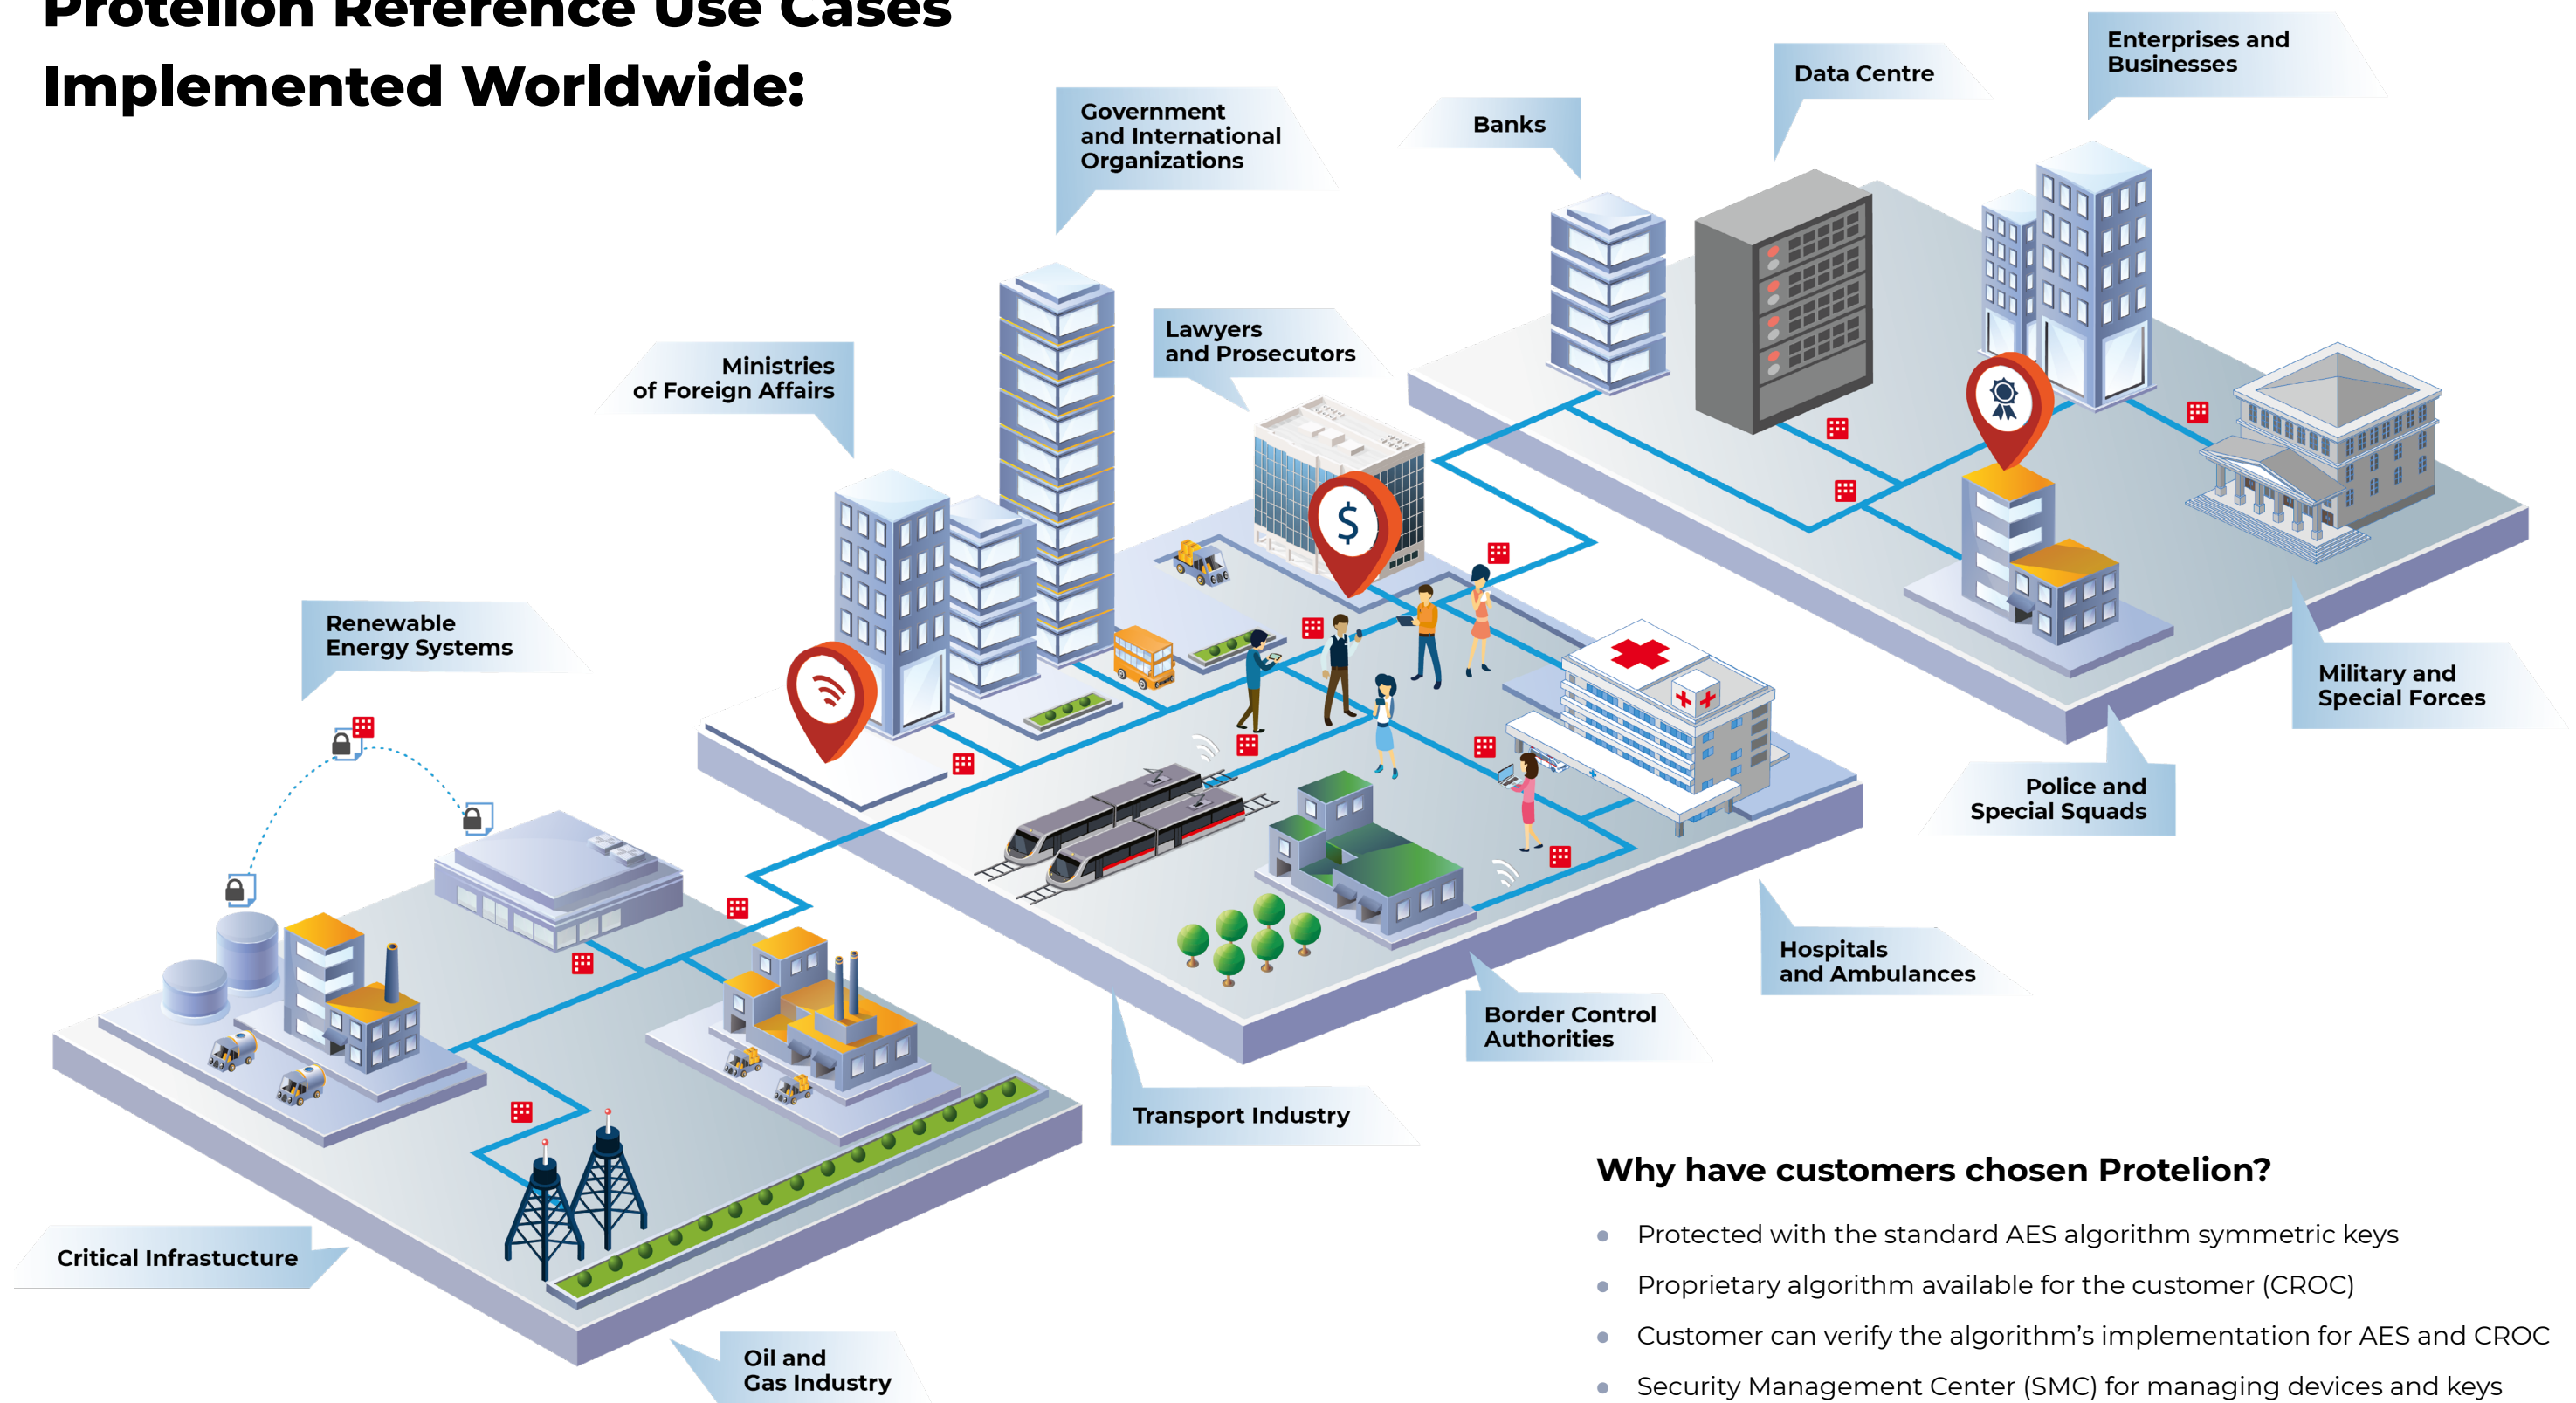 Protelion Reference Use Cases
Implemented Worldwide:
Enterprises and
Businesses
Data Centre
Government
and International
Organizations
Banks
Lawyers
and Prosecutors
Ministries
of Foreign Affairs
$
Renewable
Energy Systems
Military and
Special Forces
Police and
Special Squads
Hospitals
and Ambulances
Border Control
Authorities
Transport Industry
Critical Infrastucture
Oil and
Gas Industry
Why have customers chosen Protelion?
• Protected with the standard AES algorithm symmetric keys
• Proprietary algorithm available for the customer (CROC)
• Customer can verify the algorithm's implementation for AES and CROC
• Security Management Center (SMC) for managing devices and keys